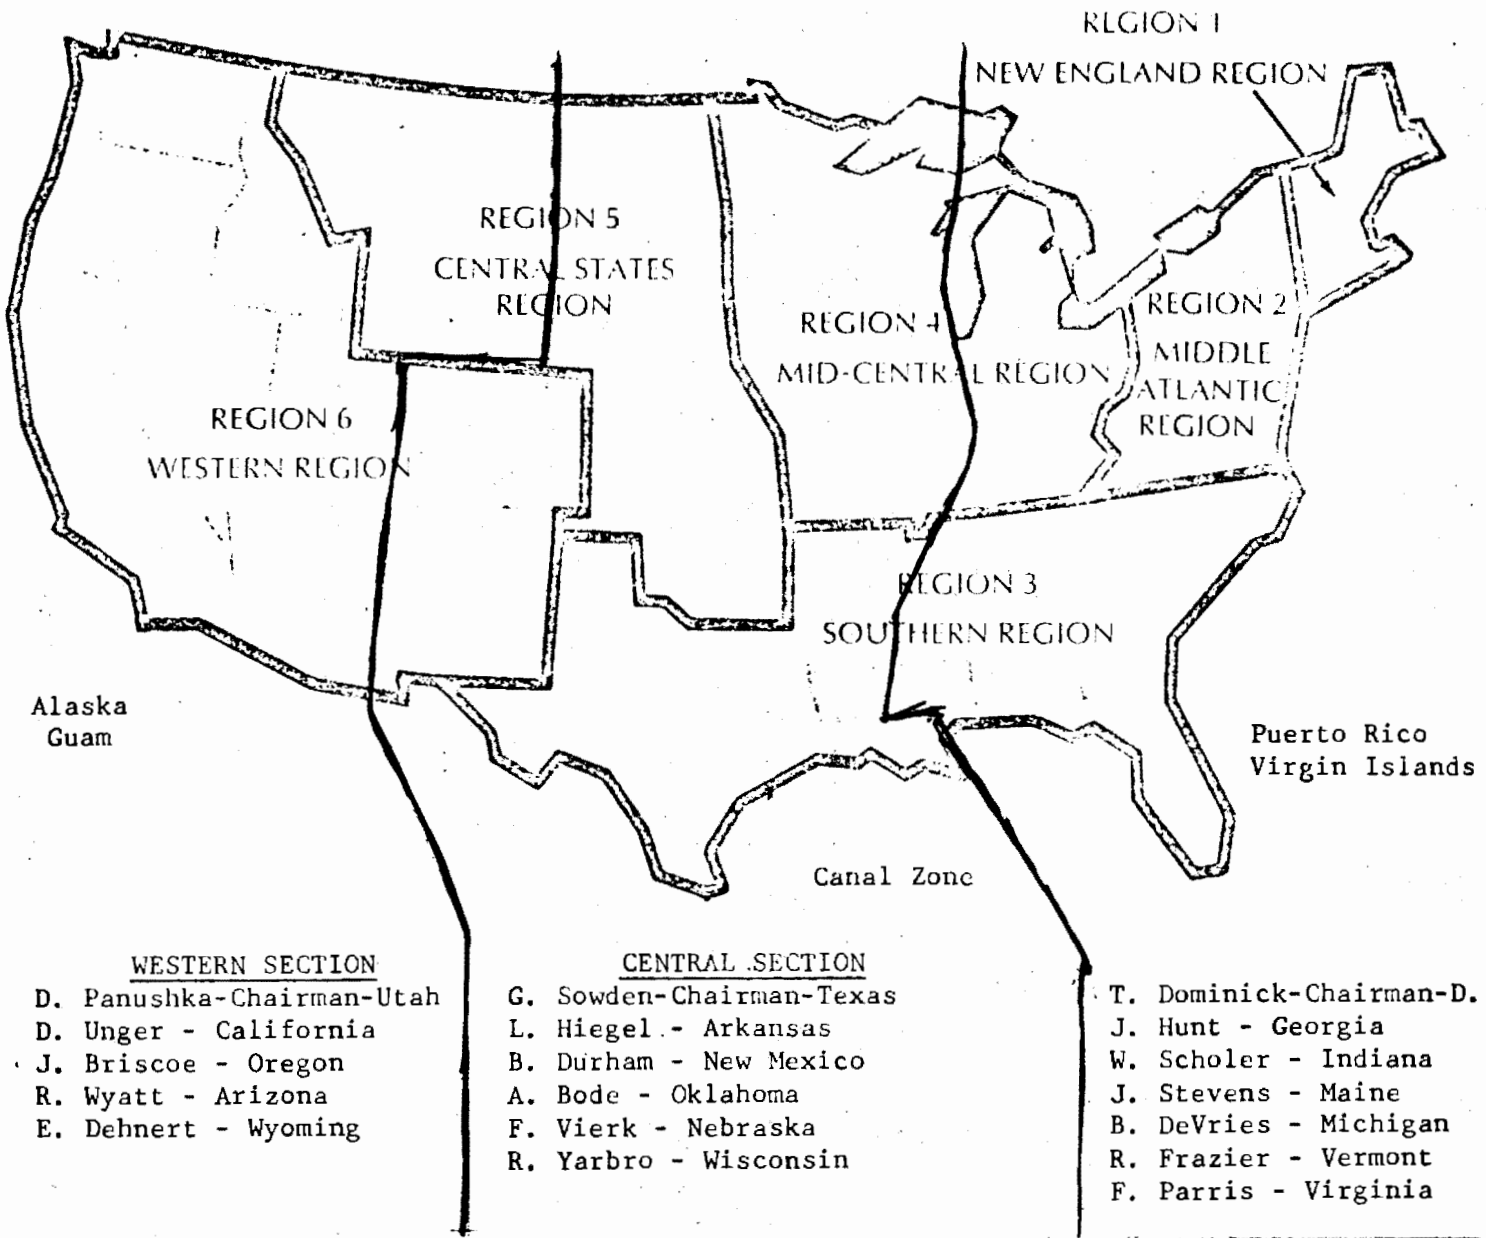 REGION 1
NEW ENGLAND REGION
REGION 5
CENTRAL STATES
REGION
REGION 4
MID-CENTRAL REGION
REGION 2
MIDDLE
ATLANTIC
REGION
REGION 6
WESTERN REGION
REGION 3
SOUTHERN REGION
Alaska
Guam
Puerto Rico
Virgin Islands
Canal Zone
WESTERN SECTION
D. Panushka-Chairman-Utah
D. Unger - California
J. Briscoe - Oregon
R. Wyatt - Arizona
E. Dehnert - Wyoming
CENTRAL SECTION
G. Sowden-Chairman-Texas
L. Hiegel - Arkansas
B. Durham - New Mexico
A. Bode - Oklahoma
F. Vierk - Nebraska
R. Yarbro - Wisconsin
T. Dominick-Chairman-D.
J. Hunt - Georgia
W. Scholer - Indiana
J. Stevens - Maine
B. DeVries - Michigan
R. Frazier - Vermont
F. Parris - Virginia